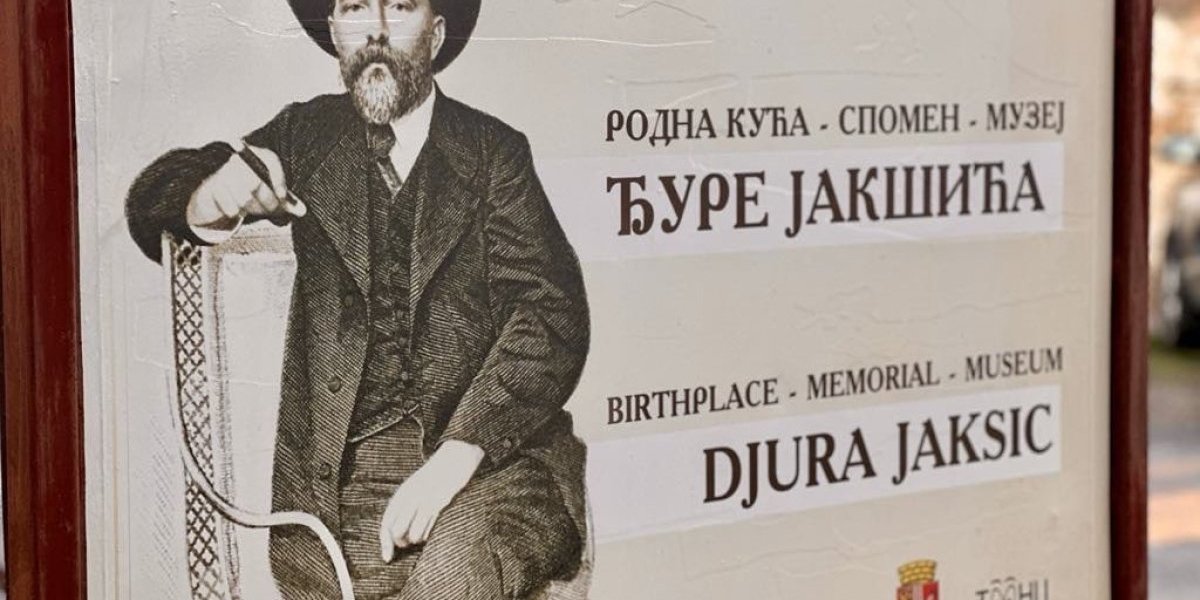 РОДНА КУЋА - СПОМЕН - МУЗЕЈ
ЂУРЕ ЈАКШИЋА
BIRTHPLACE - MEMORIAL - MUSEUM
DJURA JAKSIC